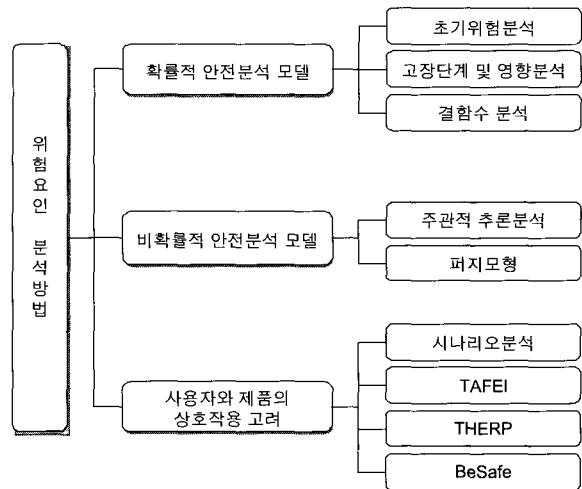 위험요인 분석방법
확률적 안전분석 모델
초기위험분석
고장단계 및 영향분석
결함수 분석
비확률적 안전분석 모델
주관적 추론분석
퍼지모형
사용자와 제품의
상호작용 고려
시나리오분석
TAFEI
THERP
BeSafe